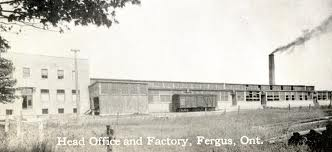 Head Office and Factory, Fergus, Ont.